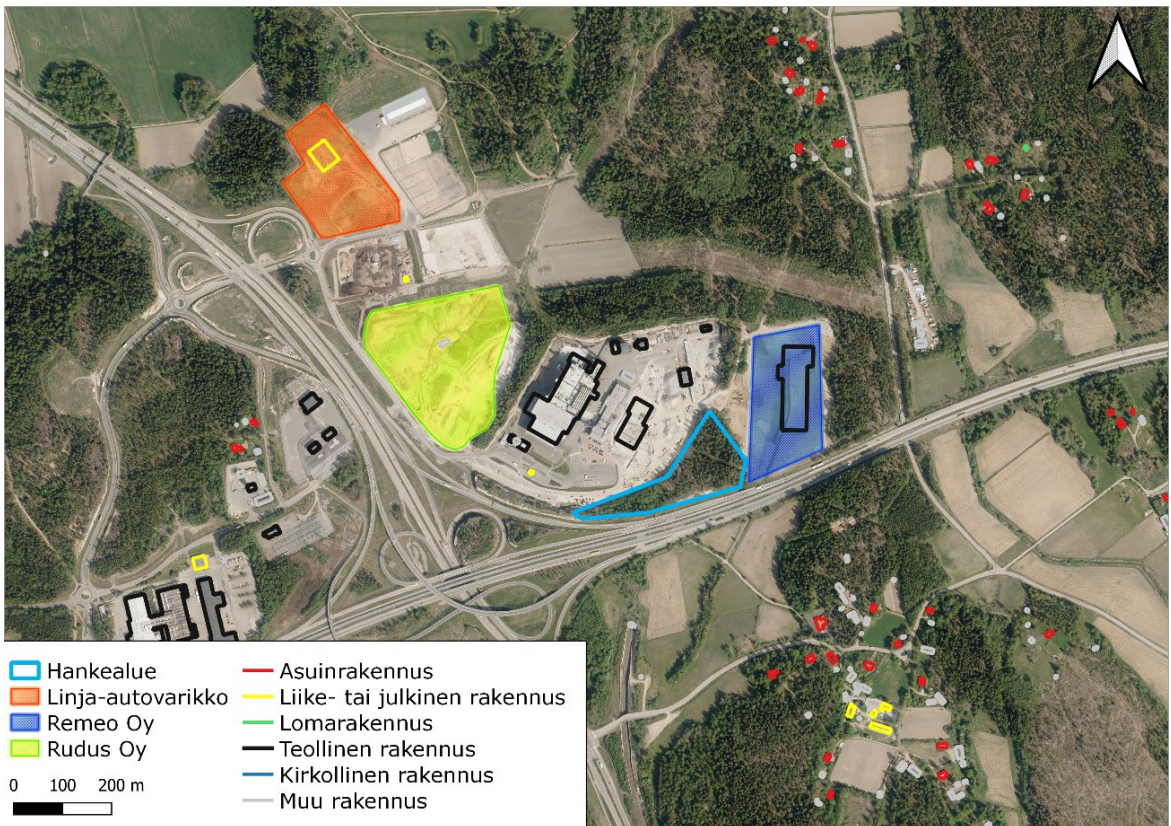 Hankealue
Linja-autovarikko
Remeo Oy
Rudus Oy
0 100 200 m
Asuinrakennus
Liike- tai julkinen rakennus
Lomarakennus
Teollinen rakennus
Kirkollinen rakennus
Muu rakennus